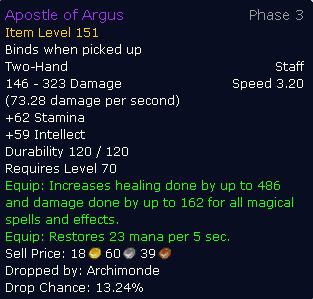 Apostle of Argus Phase 3
Item Level 151
Binds when picked up
Two-Hand Staff
146 - 323 Damage Speed 3.20
(73.28 damage per second)
+62 Stamina
+59 Intellect
Durability 120 / 120
Requires Level 70
Equip: Increases healing done by up to 486
and damage done by up to 162 for all magical
spells and effects.
Equip: Restores 23 mana per 5 sec.
Sell Price: 18 60 39
Dropped by: Archimonde
Drop Chance: 13.24%